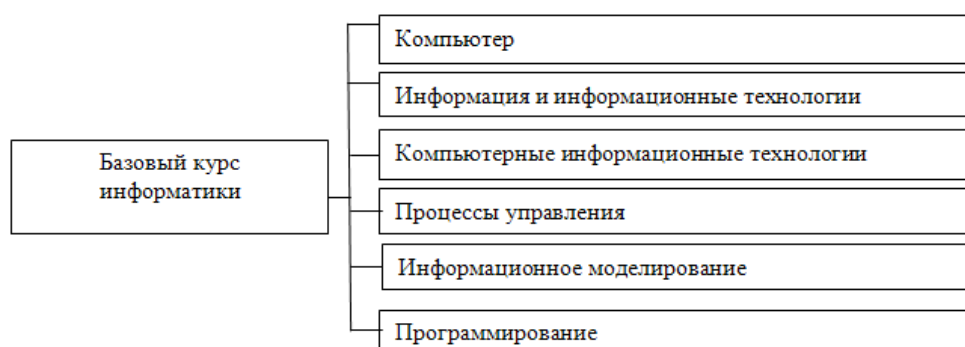 Компьютер
Информация и информационные технологии
Базовый курс
информатики
Компьютерные информационные технологии
Процессы управления
Информационное моделирование
Программирование